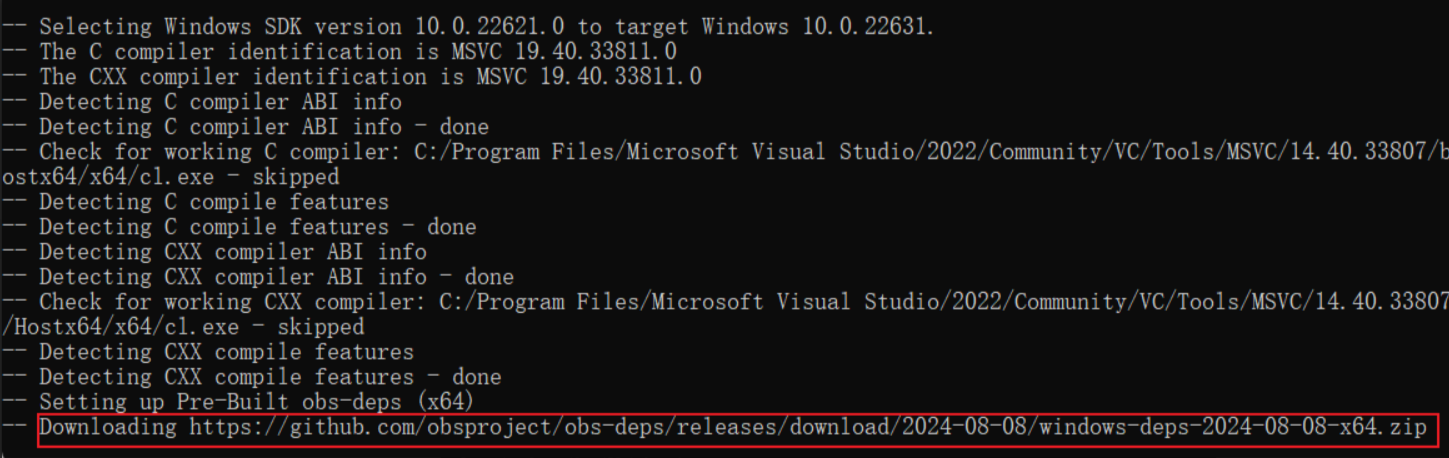 -- Selecting Windows SDK version 10.0.22621.0 to target Windows 10.0.22631.
-- The C compiler identification is MSVC 19.40.33811.0
-- The CXX compiler identification is MSVC 19.40.33811.0
-- Detecting C compiler ABI info
-- Detecting C compiler ABI info - done
-- Check for working C compiler: C:/Program Files/Microsoft Visual Studio/2022/Community/VC/Tools/MSVC/14.40.33807/b
ostx64/x64/cl.exe - skipped
-- Detecting C compile features
-- Detecting C compile features - done
-- Detecting CXX compiler ABI info
-- Detecting CXX compiler ABI info - done
-- Check for working CXX compiler: C:/Program Files/Microsoft Visual Studio/2022/Community/VC/Tools/MSVC/14.40.33807
/Hostx64/x64/cl.exe - skipped
-- Detecting CXX compile features
-- Detecting CXX compile features - done
-- Setting up Pre-Built obs-deps (x64)
-- Downloading https://github.com/obsproject/obs-deps/releases/download/2024-08-08/windows-deps-2024-08-08-x64.zip